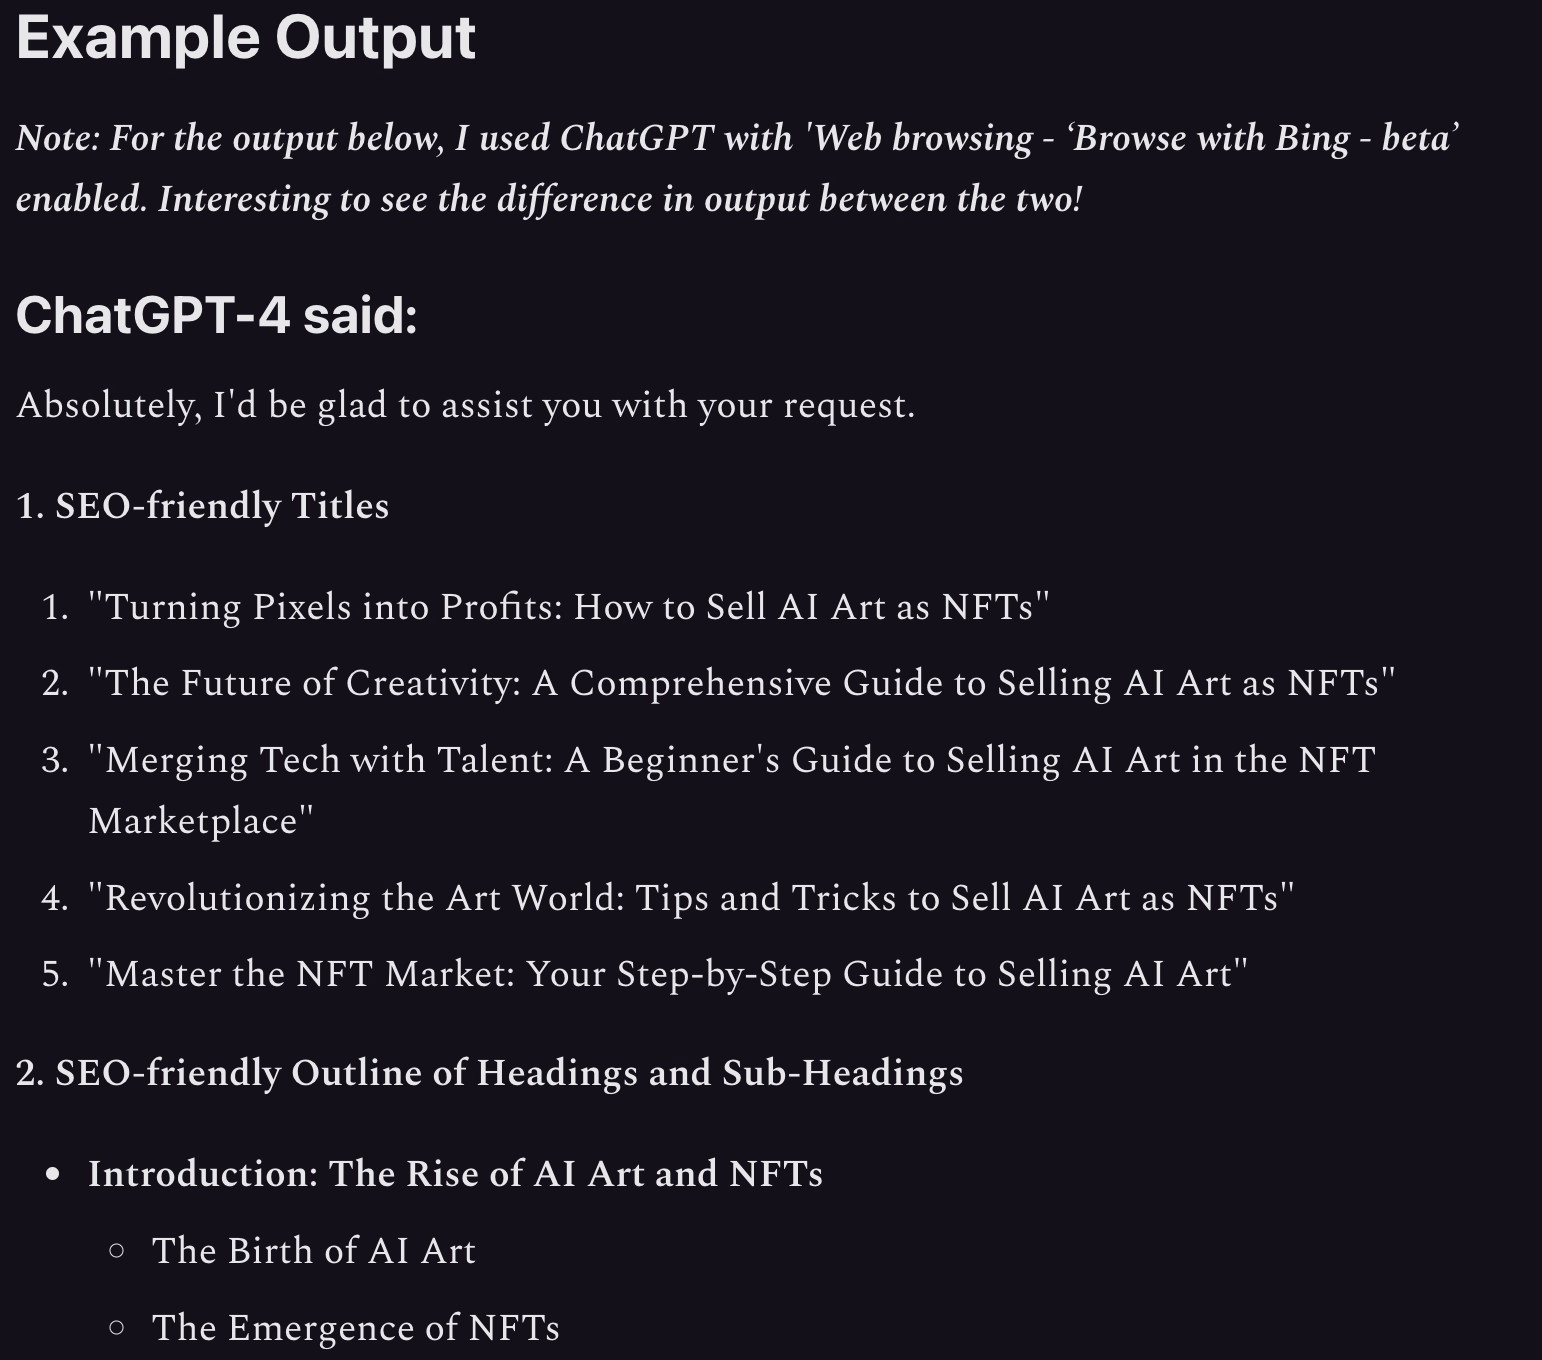 Example Output
Note: For the output below, I used ChatGPT with 'Web browsing - ‘Browse with Bing - beta’
enabled. Interesting to see the difference in output between the two!
ChatGPT-4 said:
Absolutely, I'd be glad to assist you with your request.
1. SEO-friendly Titles
1. "Turning Pixels into Profits: How to Sell AI Art as NFTs"
2. "The Future of Creativity: A Comprehensive Guide to Selling AI Art as NFTs"
3. "Merging Tech with Talent: A Beginner's Guide to Selling AI Art in the NFT
Marketplace"
4. "Revolutionizing the Art World: Tips and Tricks to Sell AI Art as NFTs"
5. "Master the NFT Market: Your Step-by-Step Guide to Selling AI Art"
2. SEO-friendly Outline of Headings and Sub-Headings
• Introduction: The Rise of AI Art and NFTs
◦ The Birth of AI Art
◦ The Emergence of NFTs